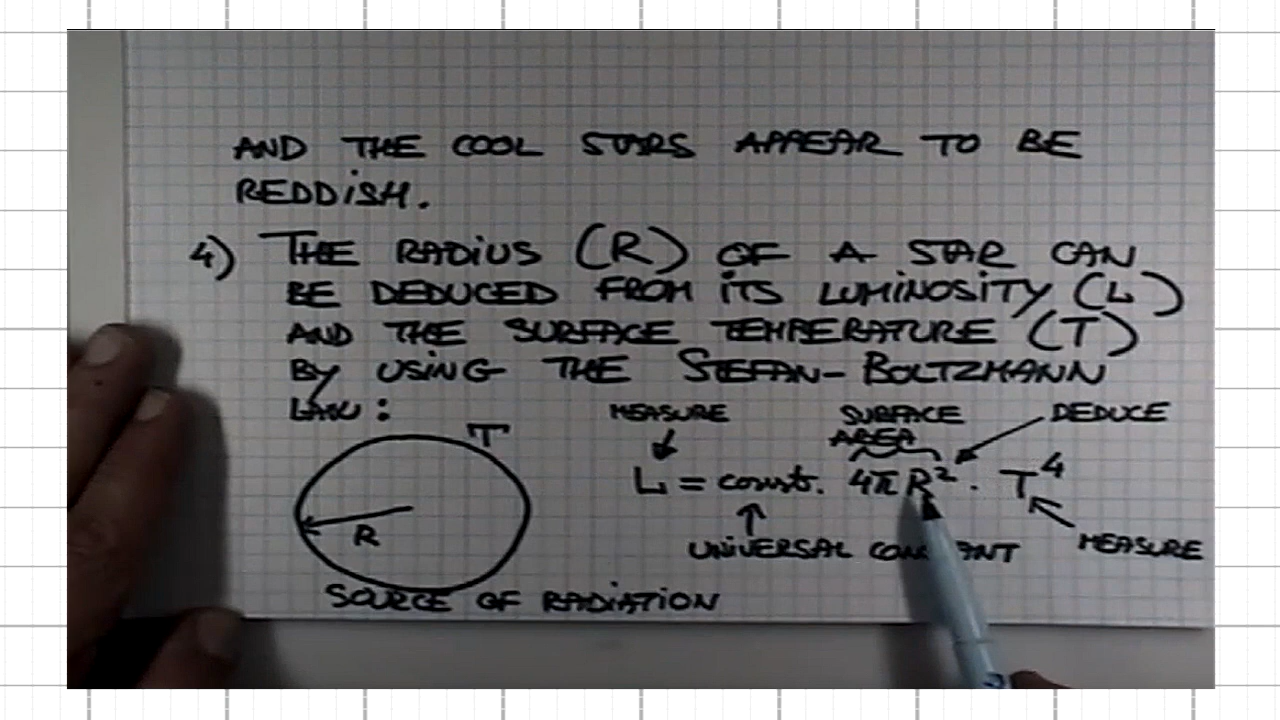 AND THE COOL STARS APPEAR TO BE
REDDISH.
4) THE RADIUS (R) OF A STAR CAN
BE DEDUCED FROM ITS LUMINOSITY (L)
AND THE SURFACE TEMPERATURE (T)
BY USING THE STEFAN-BOLTZMANN
LAW:
MEASURE
SURFACE AREA
DEDUCE
T
L = const. 4πR². T⁴
R
UNIVERSAL CONSTANT
MEASURE
SOURCE OF RADIATION